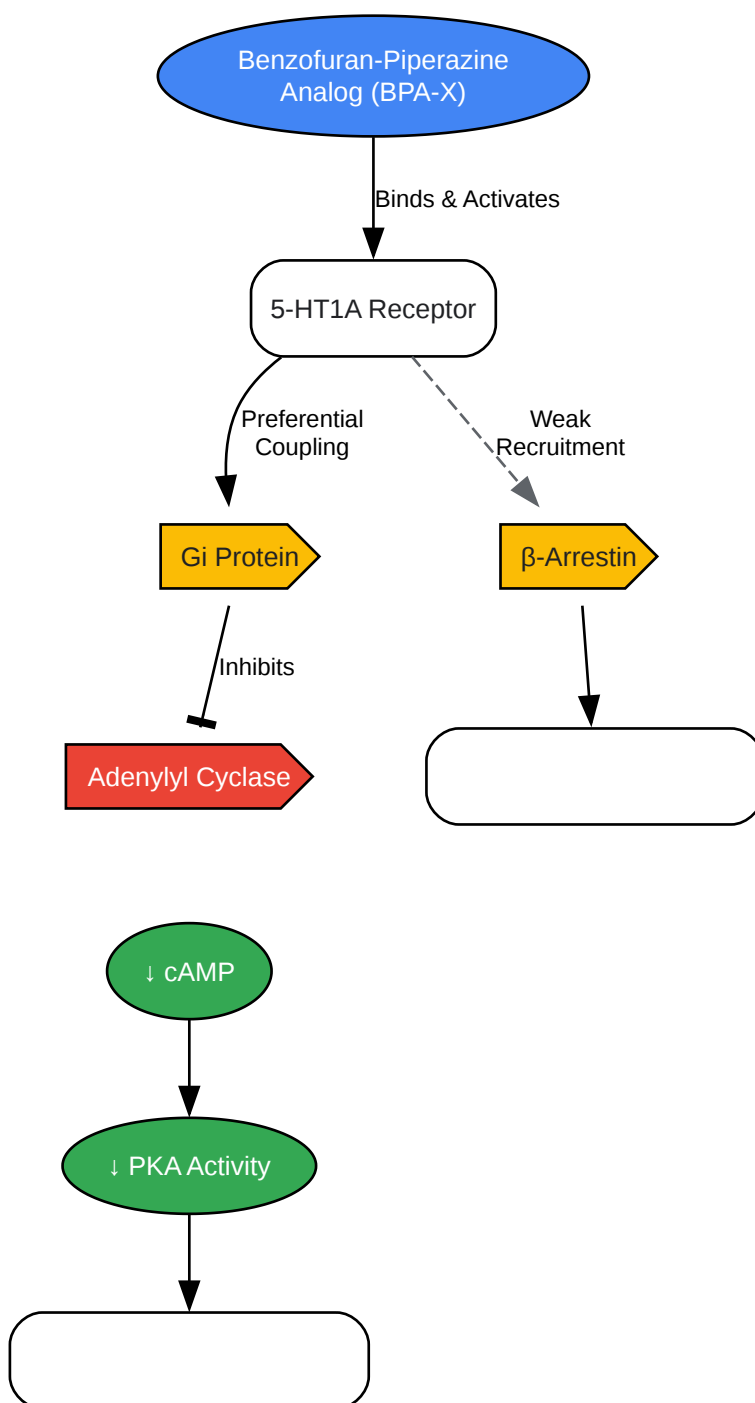 Benzofuran-Piperazine
Analog (BPA-X)
Binds & Activates
5-HT1A Receptor
Preferential
Coupling
Weak
Recruitment
Gi Protein
β-Arrestin
Inhibits
Adenylyl Cyclase
↓ cAMP
↓ PKA Activity